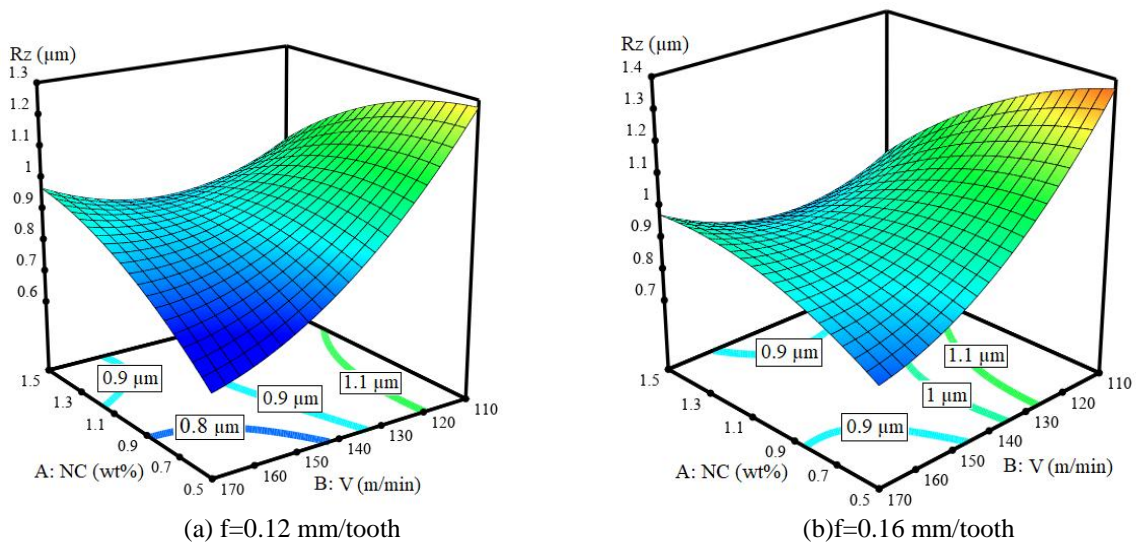 Rz (µm)
1.3
1.2
1.1
1
0.9
0.8
0.7
0.6
1.5
1.3
1.1
0.9
0.7
0.5
A: NC (wt%)
170
160
150
140
130
120
110
B: V (m/min)
0.9 µm
0.8 µm
0.9 µm
1.1 µm
(a) f=0.12 mm/tooth
Rz (µm)
1.4
1.3
1.2
1.1
1
0.9
0.8
0.7
1.5
1.3
1.1
0.9
0.7
0.5
A: NC (wt%)
170
160
150
140
130
120
110
B: V (m/min)
0.9 µm
0.9 µm
1 µm
1.1 µm
(b)f=0.16 mm/tooth